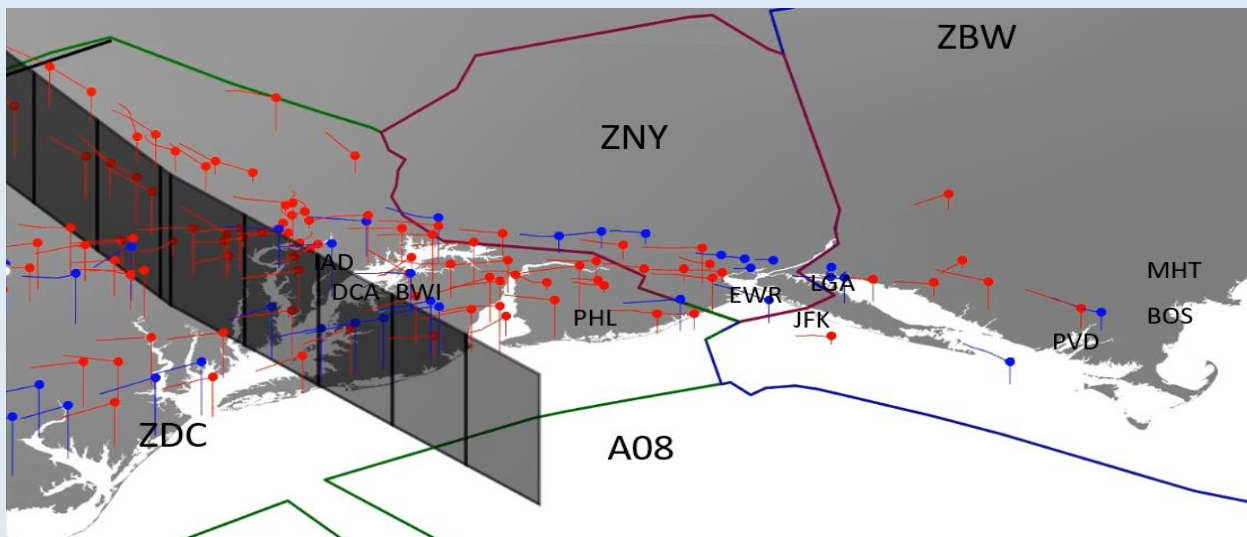 ZBW
ZNY
IAD
DCA
BWI
PHL
EWR
LGA
JFK
MHT
BOS
PVD
ZDC
A08